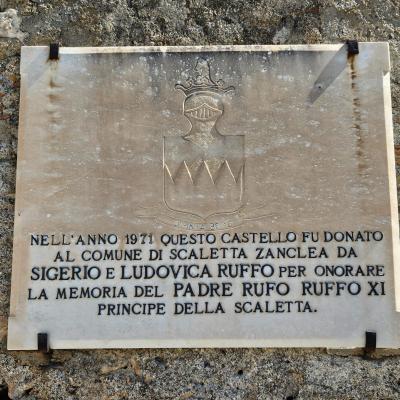 NELL'ANNO 1971 QUESTO CASTELLO FU DONATO
AL COMUNE DI SCALETTA ZANCLEA DA
SIGERIO E LUDOVICA RUFFO PER ONORARE
LA MEMORIA DEL PADRE RUFO RUFFO XI
PRINCIPE DELLA SCALETTA.